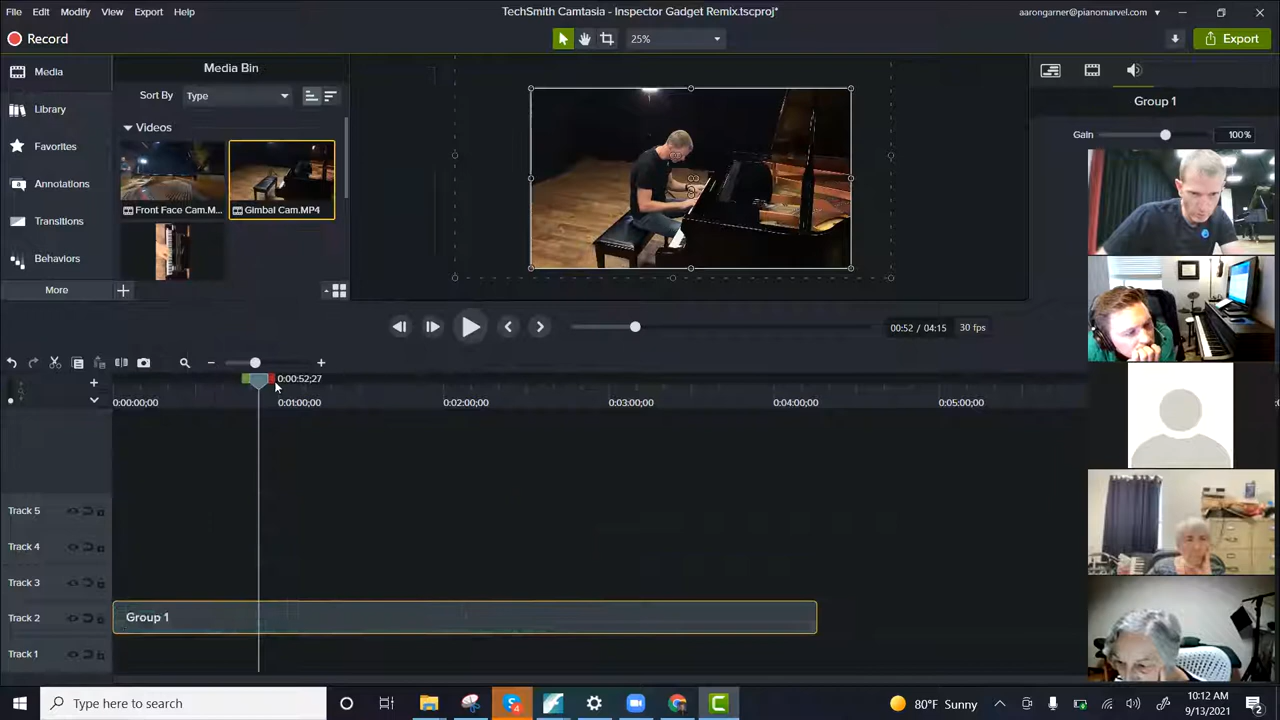 File Edit Modify View Export Help
TechSmith Camtasia - Inspector Gadget Remix.tscproj*
aarongarner@pianomarvel.com
Record
25%
Export
Media
Library
Favorites
Annotations
Transitions
Behaviors
More
Media Bin
Sort By Type
Videos
Front Face Cam.M...
Gimbal Cam.MP4
Group 1
Gain 100%
00:52 / 04:15 30 fps
0:00:52;27
0:00:00;00 0:01:00;00 0:02:00;00 0:03:00;00 0:04:00;00 0:05:00;00
Track 5
Track 4
Track 3
Track 2
Group 1
Track 1
Type here to search
80°F Sunny
10:12 AM
9/13/2021